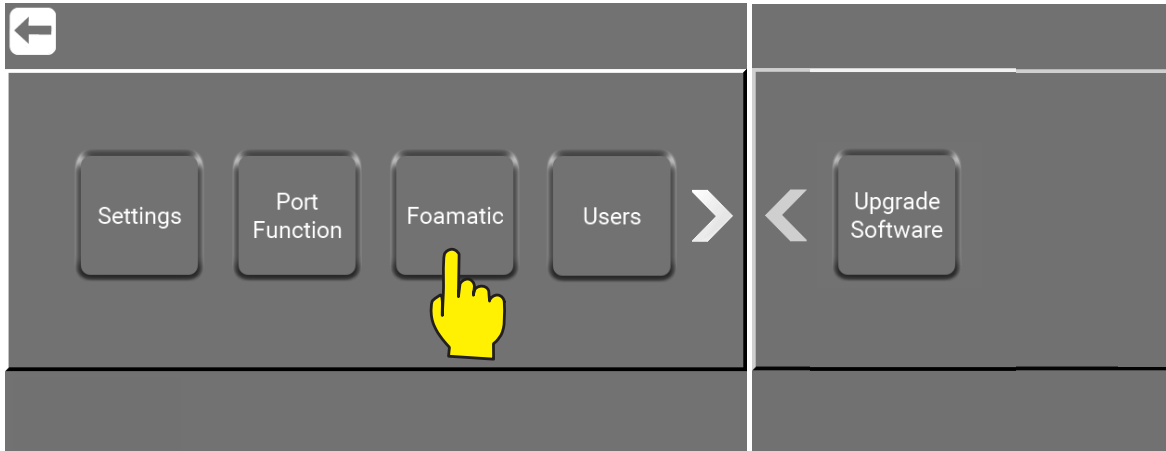 Settings
Port
Function
Foamatic
Users
Upgrade
Software